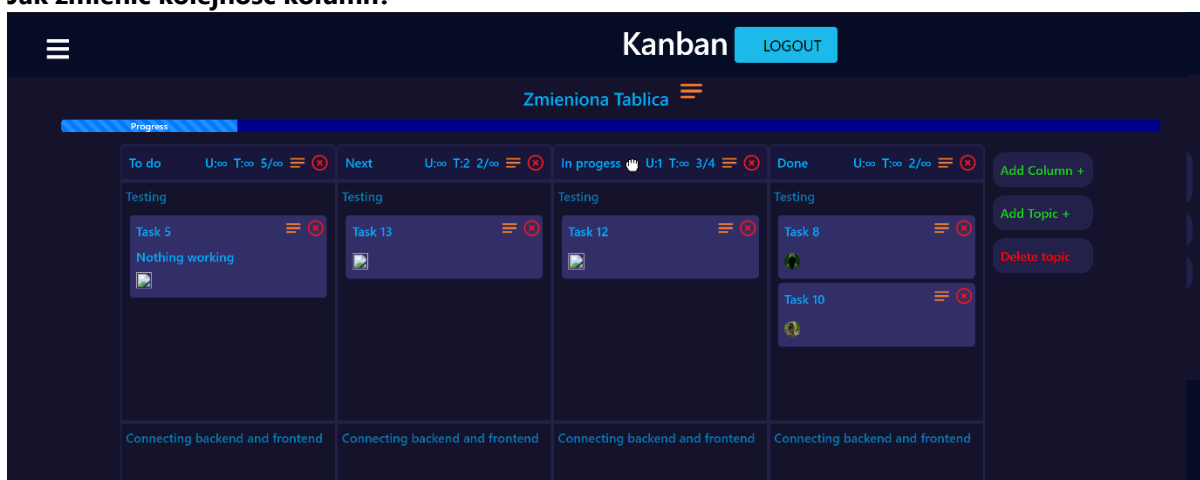 Jak zmienić kolejność kolumn?
Kanban LOGOUT
Zmieniona Tablica
Progress
To do U:∞ T:∞ 5/∞ Next U:∞ T:2 2/∞ In progess U:1 T:∞ 3/4 Done U:∞ T:∞ 2/∞
Add Column +
Testing Testing Testing Testing
Add Topic +
Task 5 Task 13 Task 12 Task 8
Nothing working
Delete topic
Task 10
Connecting backend and frontend Connecting backend and frontend Connecting backend and frontend Connecting backend and frontend